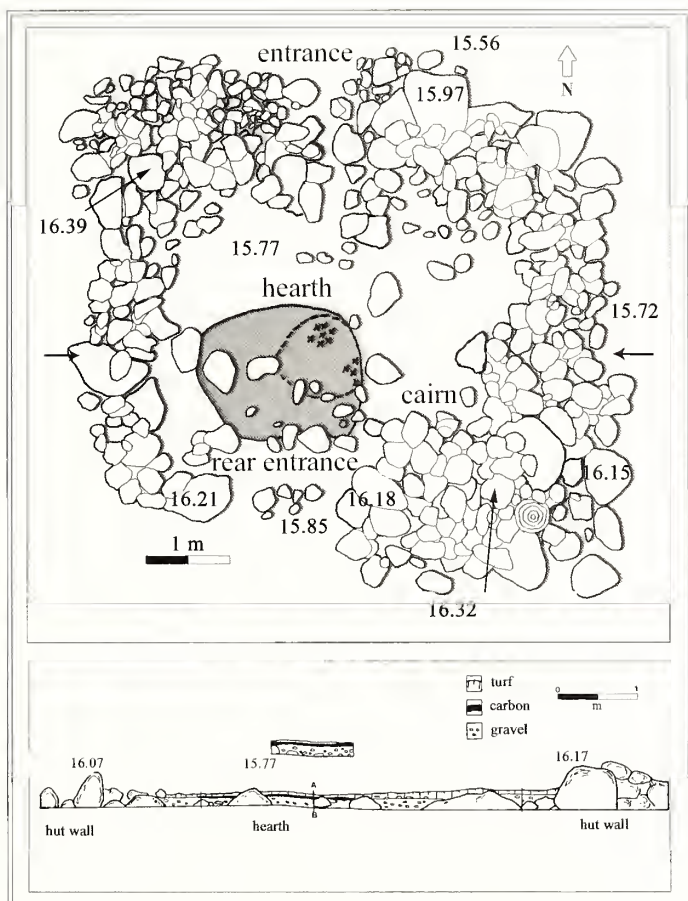 entrance
15.56
15.97
N
16.39
15.77
hearth
15.72
cairn
rear entrance
16.21
16.18
16.15
15.85
1 m
16.32
turf
carbon
gravel
0 1
m
16.07
15.77
16.17
A
B
hut wall
hearth
hut wall